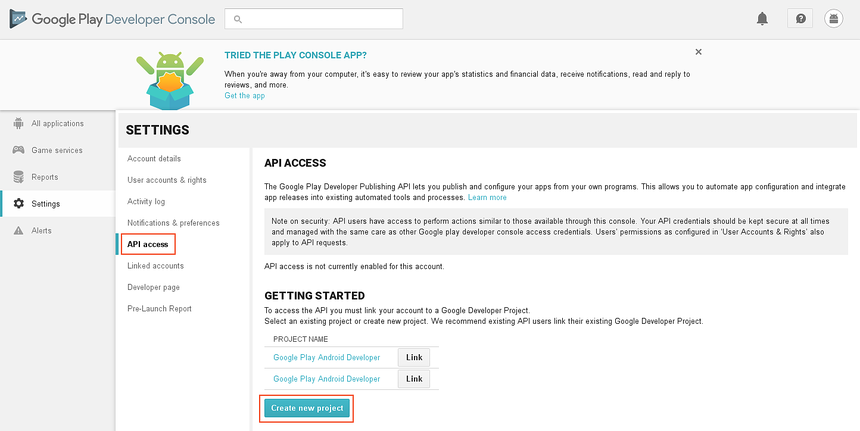 Google Play Developer Console
TRIED THE PLAY CONSOLE APP?
When you're away from your computer, it's easy to review your app's statistics and financial data, receive notifications, read and reply to
reviews, and more.
Get the app
All applications
Game services
Reports
Settings
Alerts
SETTINGS
Account details
User accounts & rights
Activity log
Notifications & preferences
API access
Linked accounts
Developer page
Pre-Launch Report
API ACCESS
The Google Play Developer Publishing API lets you publish and configure your apps from your own programs. This allows you to automate app configuration and integrate
app releases into existing automated tools and processes. Learn more
Note on security: API users have access to perform actions similar to those available through this console. Your API credentials should be kept secure at all times
and managed with the same care as other Google play developer console access credentials. Users' permissions as configured in 'User Accounts & Rights' also
apply to API requests.
API access is not currently enabled for this account.
GETTING STARTED
To access the API you must link your account to a Google Developer Project.
Select an existing project or create new project. We recommend existing API users link their existing Google Developer Project.
PROJECT NAME
Google Play Android Developer Link
Google Play Android Developer Link
Create new project